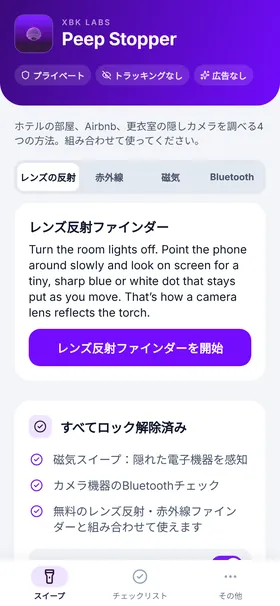 XBK LABS
Peep Stopper
プライベート
トラッキングなし
広告なし
ホテルの部屋、Airbnb、更衣室の隠しカメラを調べる4
つの方法。組み合わせて使ってください。
レンズの反射
赤外線
磁気
Bluetooth
レンズ反射ファインダー
Turn the room lights off. Point the phone
around slowly and look on screen for a
tiny, sharp blue or white dot that stays
put as you move. That's how a camera
lens reflects the torch.
レンズ反射ファインダーを開始
すべてロック解除済み
磁気スイープ：隠れた電子機器を感知
カメラ機器のBluetoothチェック
無料のレンズ反射・赤外線ファイン
ダーと組み合わせて使えます
スイープ
チェックリスト
その他